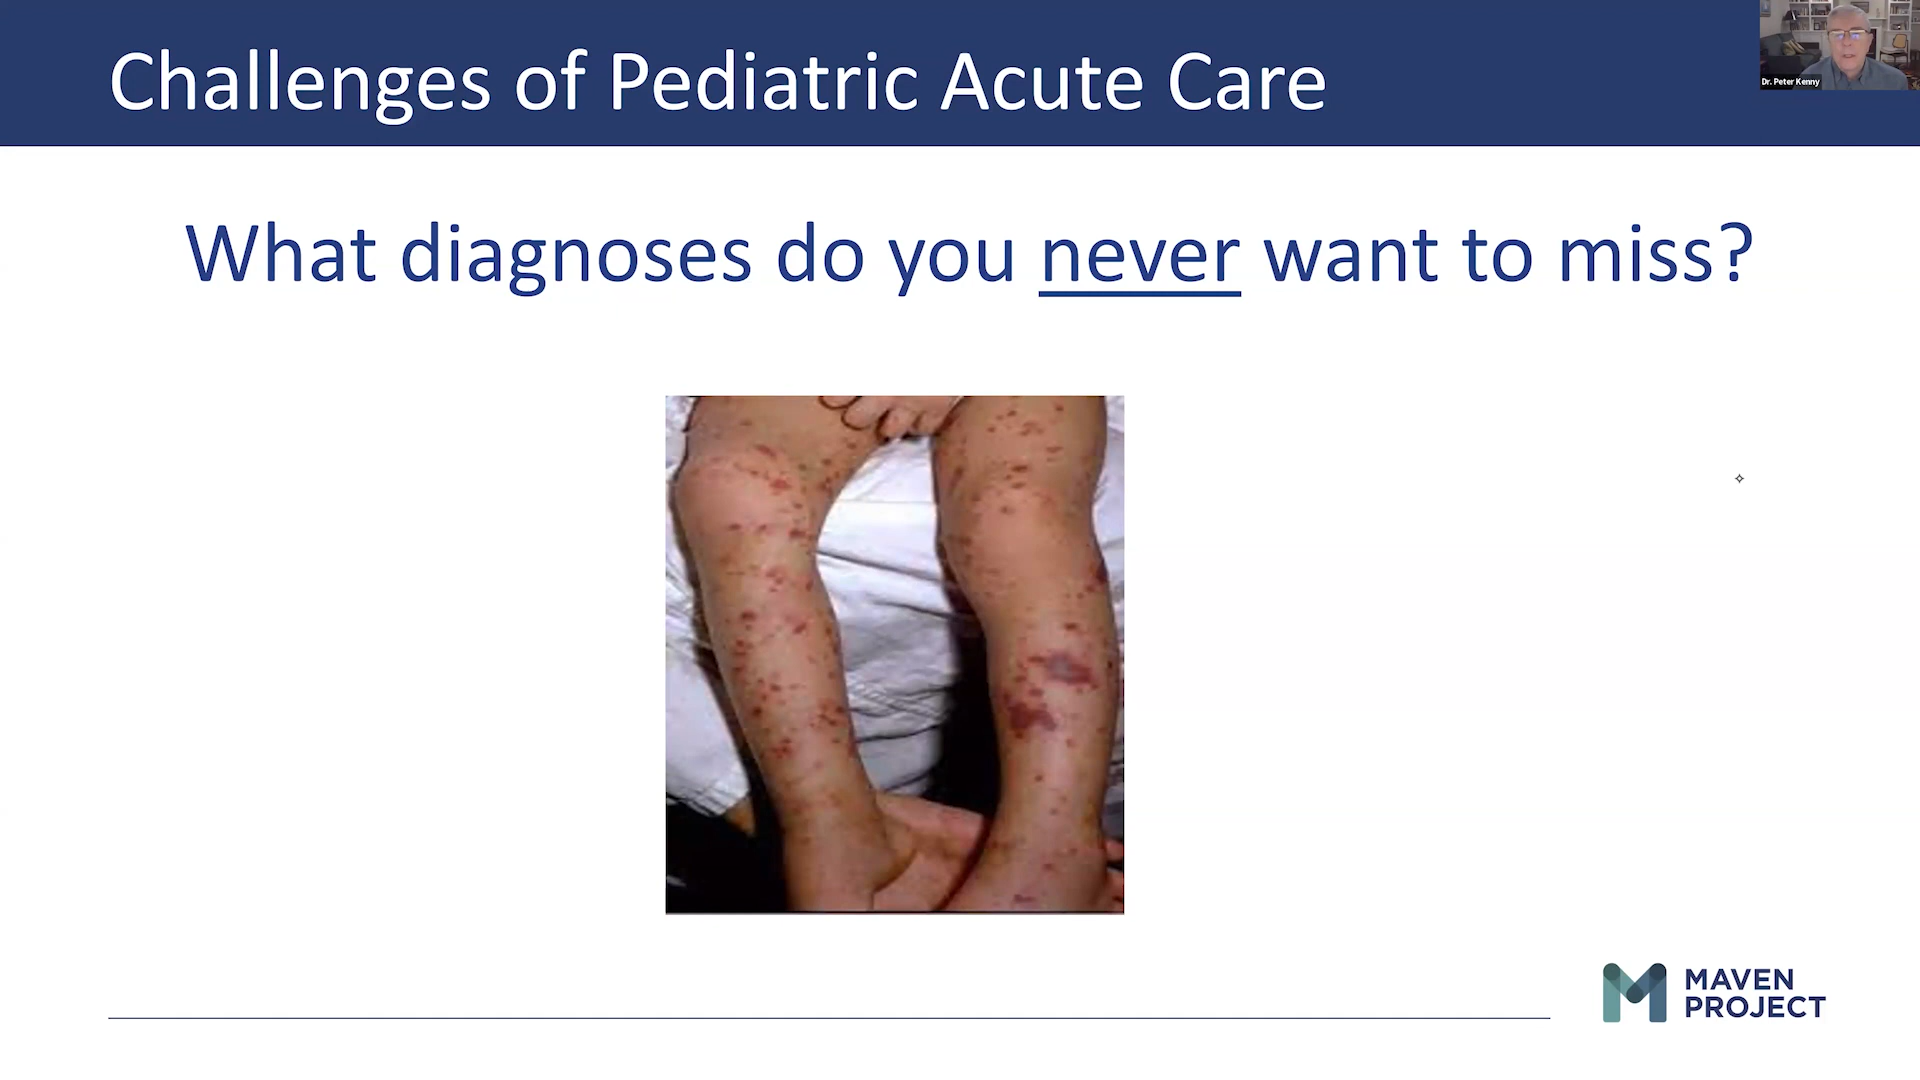 Challenges of Pediatric Acute Care
Dr. Peter Kenny
What diagnoses do you never want to miss?
MAVEN
PROJECT